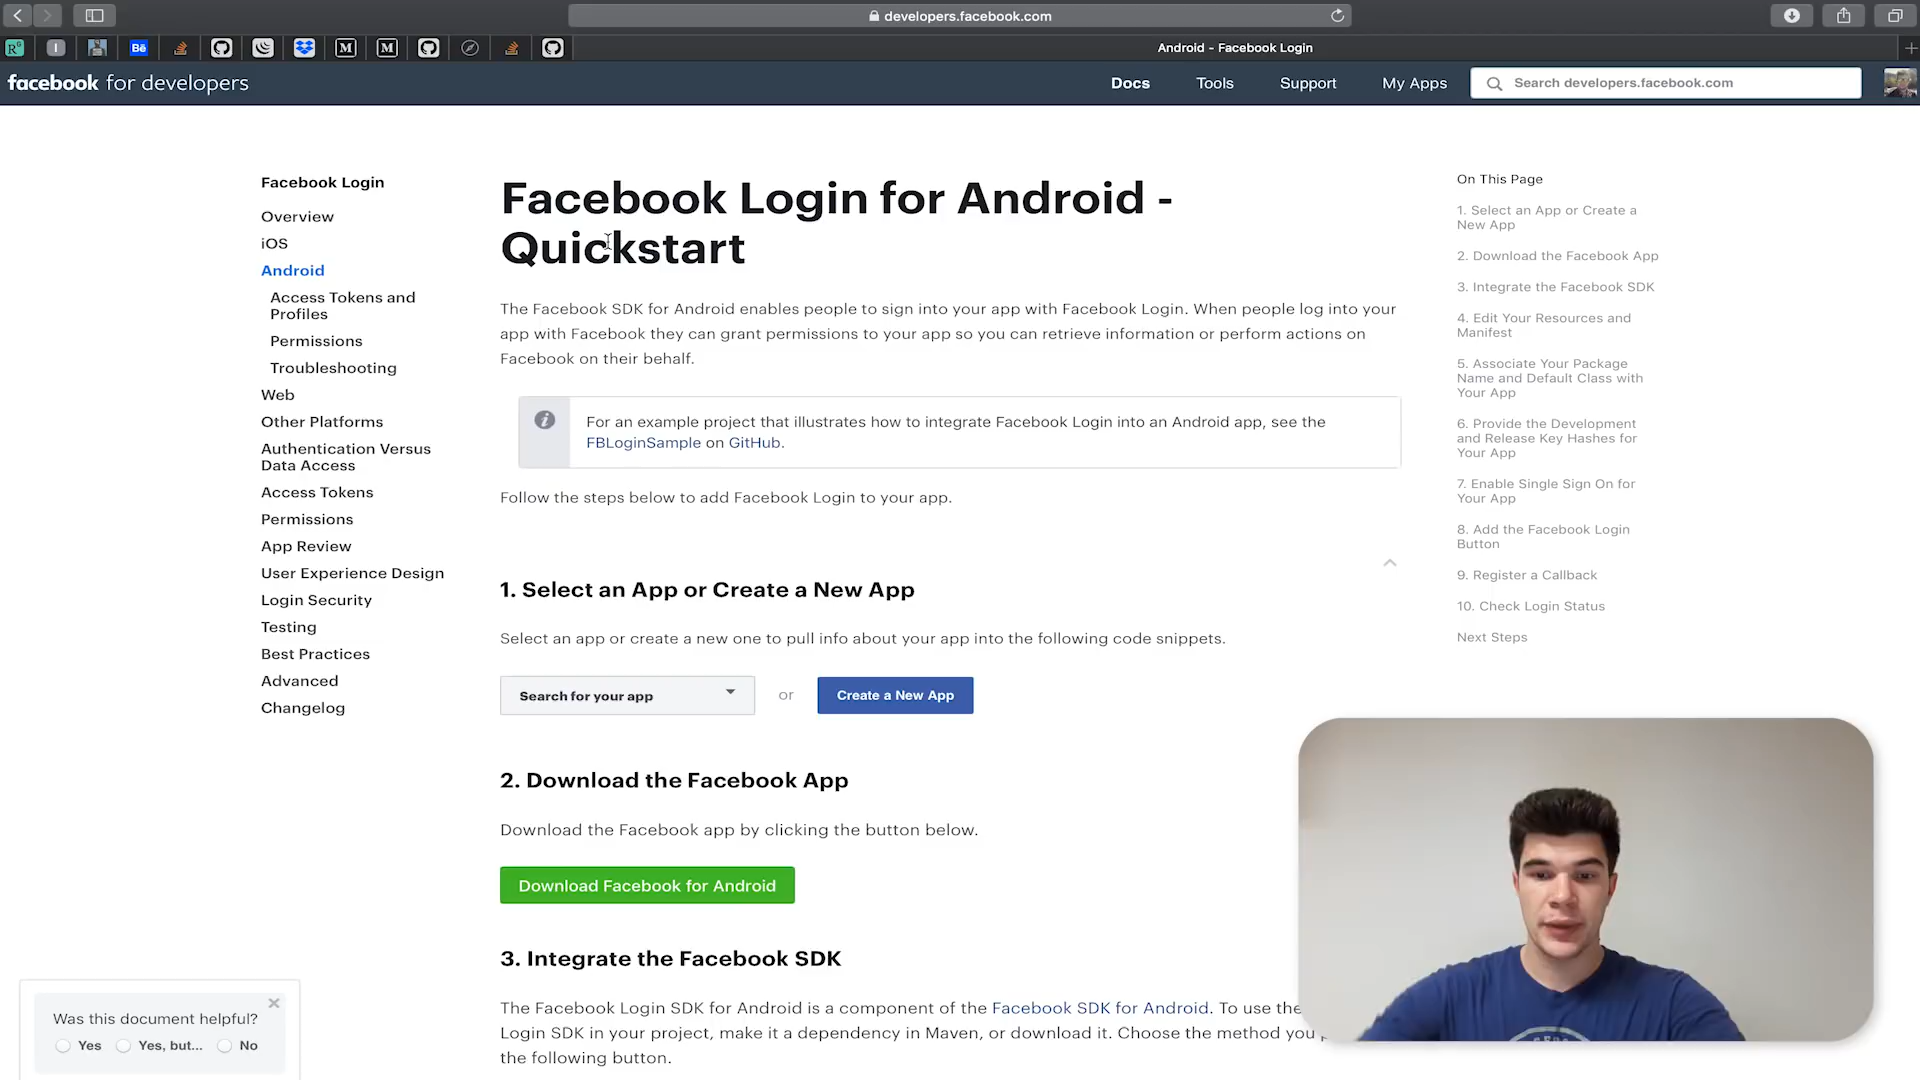 developers.facebook.com
Bē
M
M
Android - Facebook Login
facebook for developers
Docs
Tools
Support
My Apps
Search developers.facebook.com
Facebook Login
Overview
iOS
Android
Access Tokens and
Profiles
Permissions
Troubleshooting
Web
Other Platforms
Authentication Versus
Data Access
Access Tokens
Permissions
App Review
User Experience Design
Login Security
Testing
Best Practices
Advanced
Changelog
Facebook Login for Android -
Quickstart
The Facebook SDK for Android enables people to sign into your app with Facebook Login. When people log into your
app with Facebook they can grant permissions to your app so you can retrieve information or perform actions on
Facebook on their behalf.
For an example project that illustrates how to integrate Facebook Login into an Android app, see the
FBLoginSample on GitHub.
Follow the steps below to add Facebook Login to your app.
1. Select an App or Create a New App
Select an app or create a new one to pull info about your app into the following code snippets.
Search for your app
or
Create a New App
2. Download the Facebook App
Download the Facebook app by clicking the button below.
Download Facebook for Android
3. Integrate the Facebook SDK
The Facebook Login SDK for Android is a component of the Facebook SDK for Android. To use the
Login SDK in your project, make it a dependency in Maven, or download it. Choose the method you
the following button.
On This Page
1. Select an App or Create a
New App
2. Download the Facebook App
3. Integrate the Facebook SDK
4. Edit Your Resources and
Manifest
5. Associate Your Package
Name and Default Class with
Your App
6. Provide the Development
and Release Key Hashes for
Your App
7. Enable Single Sign On for
Your App
8. Add the Facebook Login
Button
9. Register a Callback
10. Check Login Status
Next Steps
Was this document helpful?
Yes
Yes, but...
No